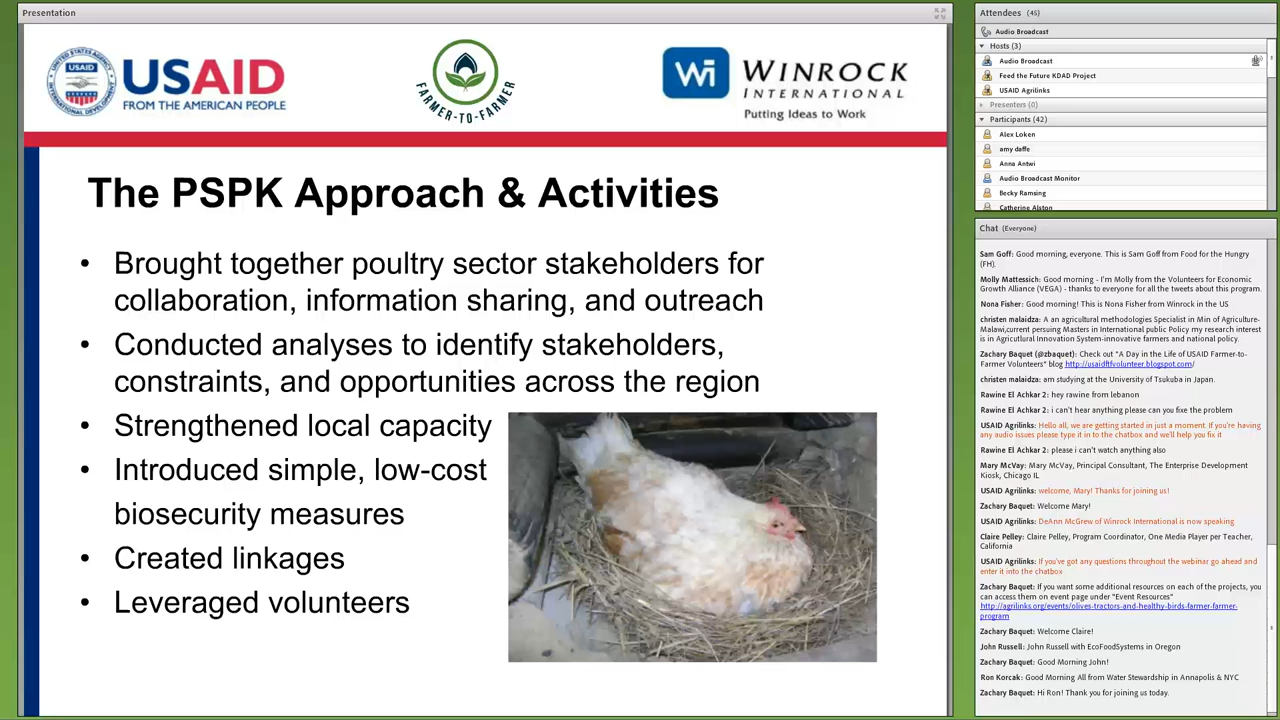 Presentation
UNITED STATES AGENCY
USAID
INTERNATIONAL DEVELOPMENT
USAID
FROM THE AMERICAN PEOPLE
FARMER-TO-FARMER
Wi
WINROCK
INTERNATIONAL
Putting Ideas to Work
The PSPK Approach & Activities
• Brought together poultry sector stakeholders for
collaboration, information sharing, and outreach
• Conducted analyses to identify stakeholders,
constraints, and opportunities across the region
• Strengthened local capacity
• Introduced simple, low-cost
biosecurity measures
• Created linkages
• Leveraged volunteers
Attendees (45)
Audio Broadcast
Hosts (3)
Audio Broadcast
Feed the Future KDAD Project
USAID Agrilinks
Presenters (0)
Participants (42)
Alex Loken
amy daffe
Anna Antwi
Audio Broadcast Monitor
Becky Ramsing
Catherine Alston
Chat (Everyone)
Sam Goff: Good morning, everyone. This is Sam Goff from Food for the Hungry
(FH).
Molly Mattessich: Good morning - I'm Molly from the Volunteers for Economic
Growth Alliance (VEGA) - thanks to everyone for all the tweets about this program.
Nona Fisher: Good morning! This is Nona Fisher from Winrock in the US
christen malaidza: A an agricultural methodologies Specialist in Min of Agriculture-
Malawi,current persuing Masters in International public Policy my research interest
is in Agricultrural Innovation System-innovative farmers and national policy.
Zachary Baquet (@zbaquet): Check out "A Day in the Life of USAID Farmer-to-
Farmer Volunteers" blog http://usaidftfvolunteer.blogspot.com/
christen malaidza: am studying at the University of Tsukuba in Japan.
Rawine El Achkar 2: hey rawine from lebanon
Rawine El Achkar 2: i can't hear anything please can you fixe the problem
USAID Agrilinks: Hello all, we are getting started in just a moment. If you're having
any audio issues please type it in to the chatbox and we'll help you fix it
Rawine El Achkar 2: please i can't watch anything also
Mary McVay: Mary McVay, Principal Consultant, The Enterprise Development
Kiosk, Chicago IL
USAID Agrilinks: welcome, Mary! Thanks for joining us!
Zachary Baquet: Welcome Mary!
USAID Agrilinks: DeAnn McGrew of Winrock International is now speaking
Claire Pelley: Claire Pelley, Program Coordinator, One Media Player per Teacher,
California
USAID Agrilinks: If you've got any questions throughout the webinar go ahead and
enter it into the chatbox
Zachary Baquet: If you want some additional resources on each of the projects, you
can access them on event page under "Event Resources"
http://agrilinks.org/events/olives-tractors-and-healthy-birds-farmer-farmer-
program
Zachary Baquet: Welcome Claire!
John Russell: John Russell with EcoFoodSystems in Oregon
Zachary Baquet: Good Morning John!
Ron Korcak: Good Morning All from Water Stewardship in Annapolis & NYC
Zachary Baquet: Hi Ron! Thank you for joining us today.